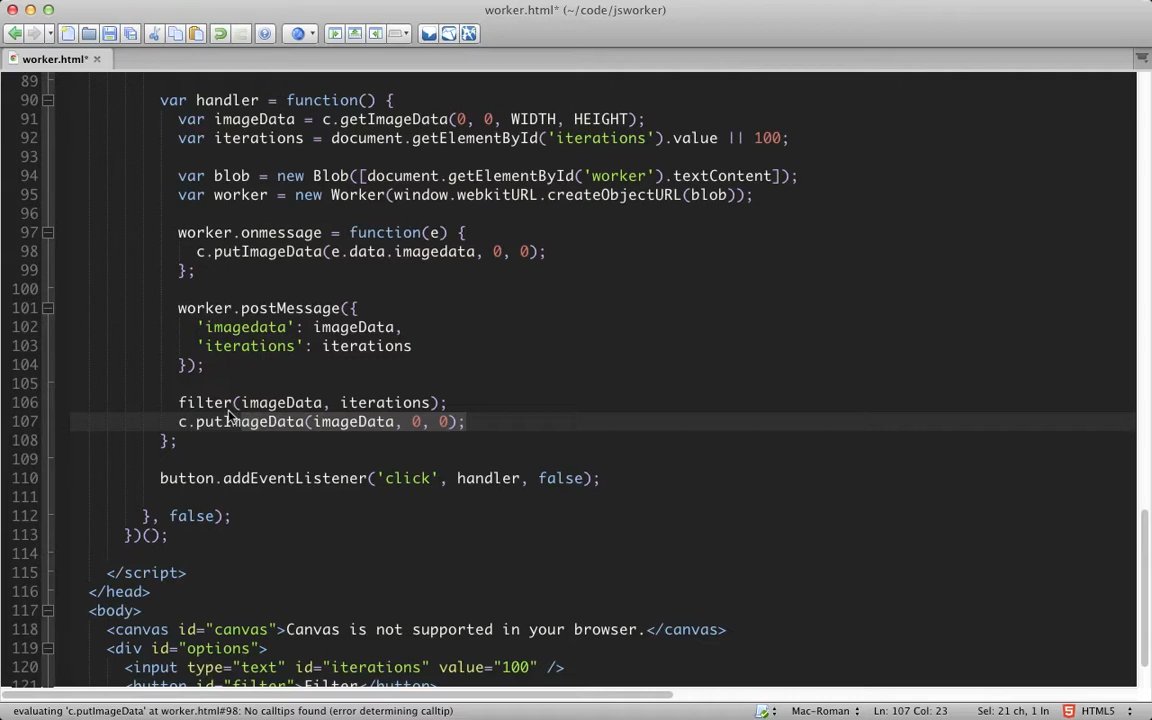 worker.html* (~/code/jsworker)
worker.html*
89
90 var handler = function() {
91 var imageData = c.getImageData(0, 0, WIDTH, HEIGHT);
92 var iterations = document.getElementById('iterations').value || 100;
93
94 var blob = new Blob([document.getElementById('worker').textContent]);
95 var worker = new Worker(window.webkitURL.createObjectURL(blob));
96
97 worker.onmessage = function(e) {
98 c.putImageData(e.data.imagedata, 0, 0);
99 };
100
101 worker.postMessage({
102 'imagedata': imageData,
103 'iterations': iterations
104 });
105
106 filter(imageData, iterations);
107 c.putImageData(imageData, 0, 0);
108 };
109
110 button.addEventListener('click', handler, false);
111
112 }, false);
113 })();
114
115 </script>
116 </head>
117 <body>
118 <canvas id="canvas">Canvas is not supported in your browser.</canvas>
119 <div id="options">
120 <input type="text" id="iterations" value="100" />
121 <button id="filter">Filter</button>
evaluating 'c.putImageData' at worker.html#98: No calltips found (error determining calltip)
Mac-Roman
Ln: 107 Col: 23
Sel: 21 ch, 1 ln
HTML5